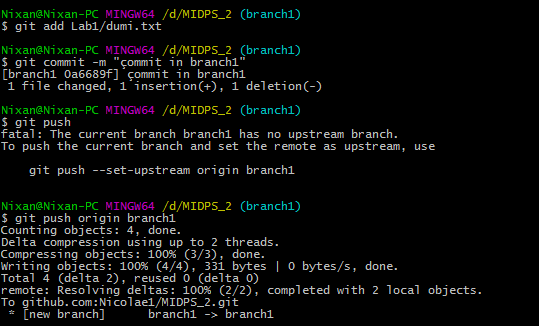 Nixan@Nixan-PC MINGW64 /d/MIDPS_2 (branch1)
$ git add Lab1/dumi.txt
Nixan@Nixan-PC MINGW64 /d/MIDPS_2 (branch1)
$ git commit -m "commit in branch1"
[branch1 0a6689f] commit in branch1
 1 file changed, 1 insertion(+), 1 deletion(-)
Nixan@Nixan-PC MINGW64 /d/MIDPS_2 (branch1)
$ git push
fatal: The current branch branch1 has no upstream branch.
To push the current branch and set the remote as upstream, use
    git push --set-upstream origin branch1
Nixan@Nixan-PC MINGW64 /d/MIDPS_2 (branch1)
$ git push origin branch1
Counting objects: 4, done.
Delta compression using up to 2 threads.
Compressing objects: 100% (3/3), done.
Writing objects: 100% (4/4), 331 bytes | 0 bytes/s, done.
Total 4 (delta 2), reused 0 (delta 0)
remote: Resolving deltas: 100% (2/2), completed with 2 local objects.
To github.com:Nicolae1/MIDPS_2.git
 * [new branch]      branch1 -> branch1